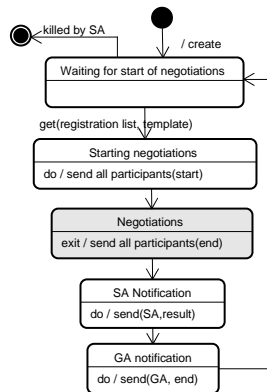 killed by SA
/ create
Waiting for start of negotiations
get(registration list, template)
Starting negotiations
do / send all participants(start)
Negotiations
exit / send all participants(end)
SA Notification
do / send(SA,result)
GA notification
do / send(GA, end)